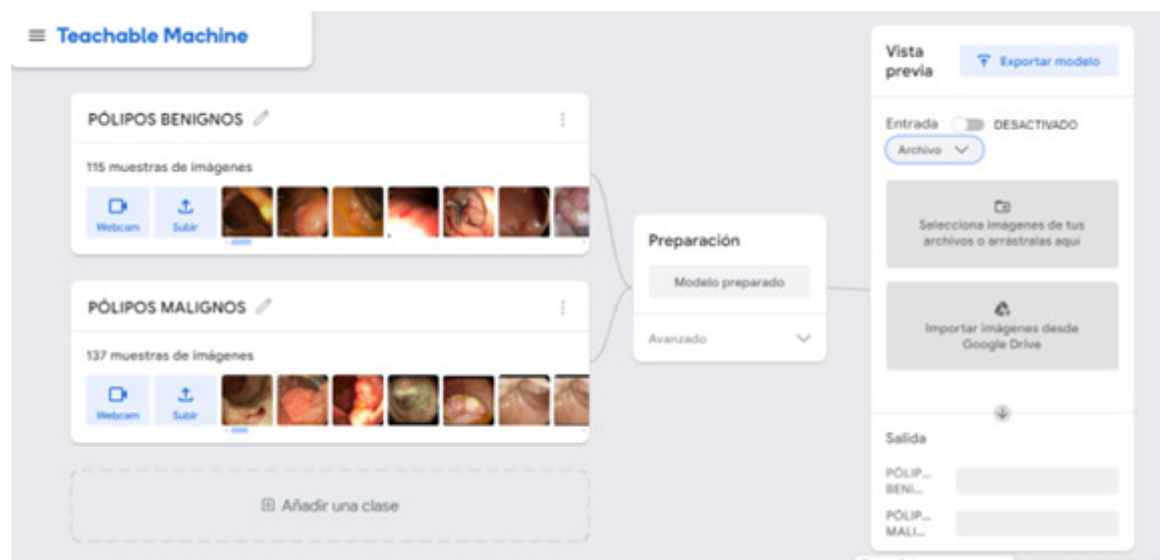 Teachable Machine
PÓLIPOS BENIGNOS
115 muestras de imágenes
Webcam
Subir
PÓLIPOS MALIGNOS
137 muestras de imágenes
Webcam
Subir
Añadir una clase
Preparación
Modelo preparado
Avanzado
Vista
previa
Exportar modelo
Entrada
DESACTIVADO
Archivo
Selecciona imágenes de tus
archivos o arrástralas aquí
Importar imágenes desde
Google Drive
Salida
PÓLIP...
BENI...
PÓLIP...
MALI...